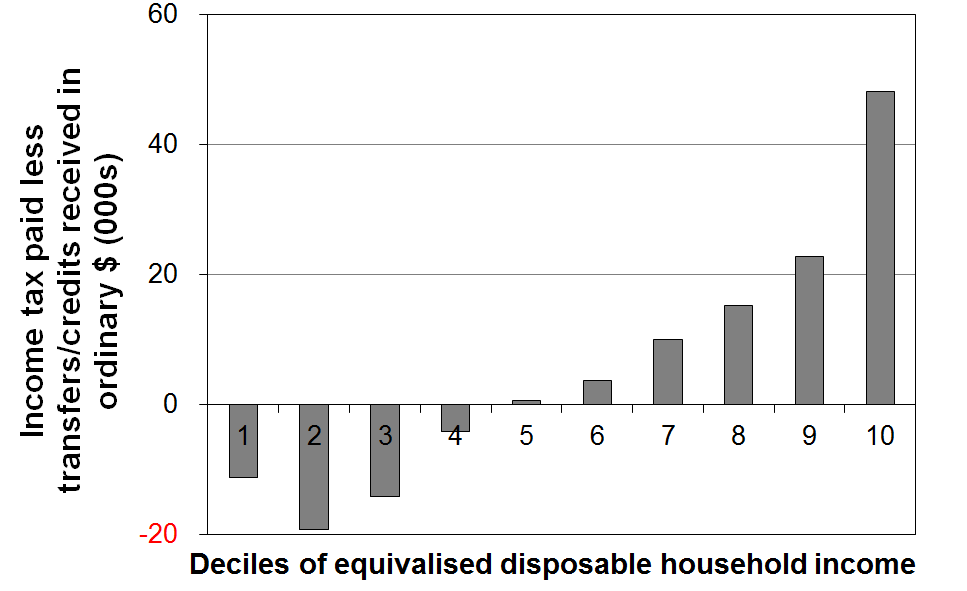 Income tax paid less
transfers/credits received in
ordinary $ (000s)
60
40
20
0
-20
1 2 3 4 5 6 7 8 9 10
Deciles of equivalised disposable household income